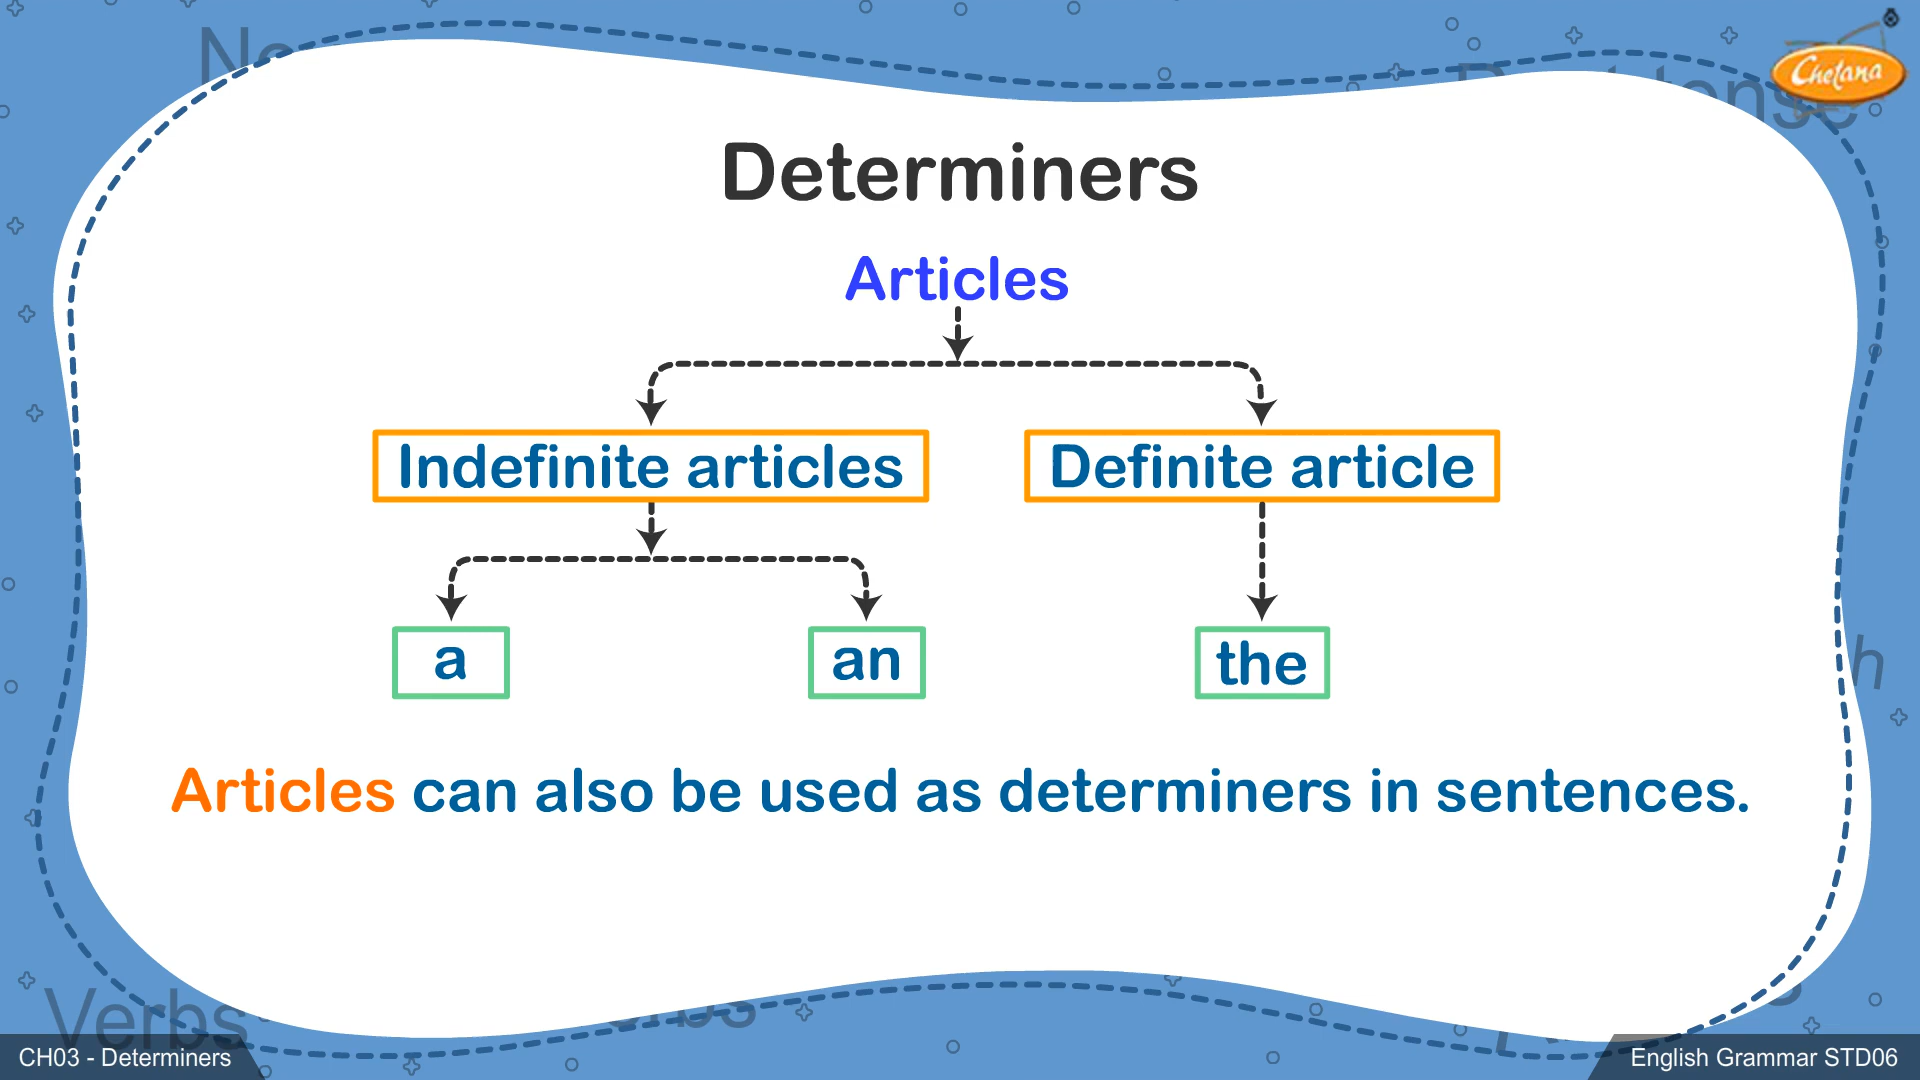 Chetana
Determiners
Articles
Indefinite articles
Definite article
a
an
the
Articles can also be used as determiners in sentences.
Verbs
CH03 - Determiners
English Grammar STD06